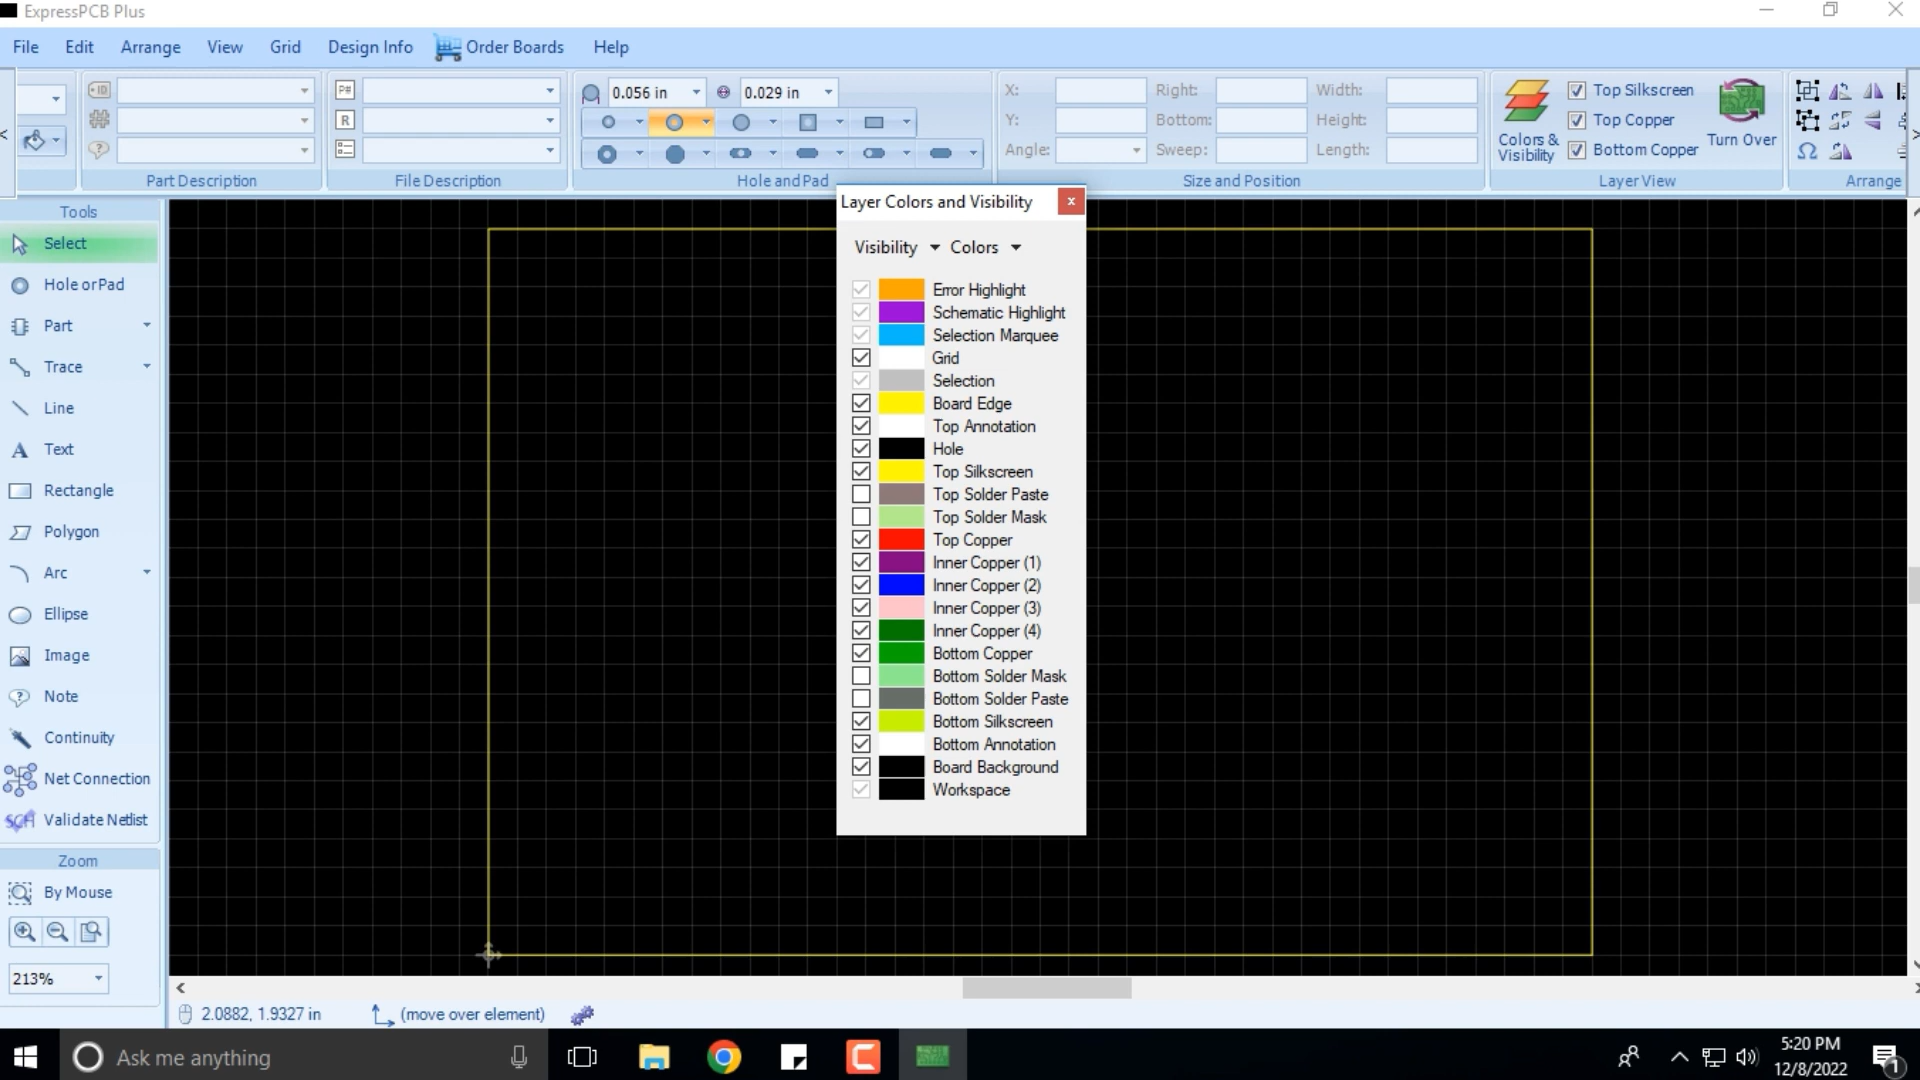 ExpressPCB Plus
File Edit Arrange View Grid Design Info Order Boards Help
ID
P#
R
0.056 in 0.029 in
X: Right: Width:
Y: Bottom: Height:
Angle: Sweep: Length:
Colors & Visibility
Top Silkscreen
Top Copper
Bottom Copper
Turn Over
Part Description File Description Hole and Pad Size and Position Layer View Arrange
Tools
Select
Hole or Pad
Part
Trace
Line
Text
Rectangle
Polygon
Arc
Ellipse
Image
Note
Continuity
Net Connection
Validate Netlist
Zoom
By Mouse
213%
Layer Colors and Visibility x
Visibility Colors
Error Highlight
Schematic Highlight
Selection Marquee
Grid
Selection
Board Edge
Top Annotation
Hole
Top Silkscreen
Top Solder Paste
Top Solder Mask
Top Copper
Inner Copper (1)
Inner Copper (2)
Inner Copper (3)
Inner Copper (4)
Bottom Copper
Bottom Solder Mask
Bottom Solder Paste
Bottom Silkscreen
Bottom Annotation
Board Background
Workspace
2.0882, 1.9327 in (move over element)
Ask me anything
5:20 PM
12/8/2022
1